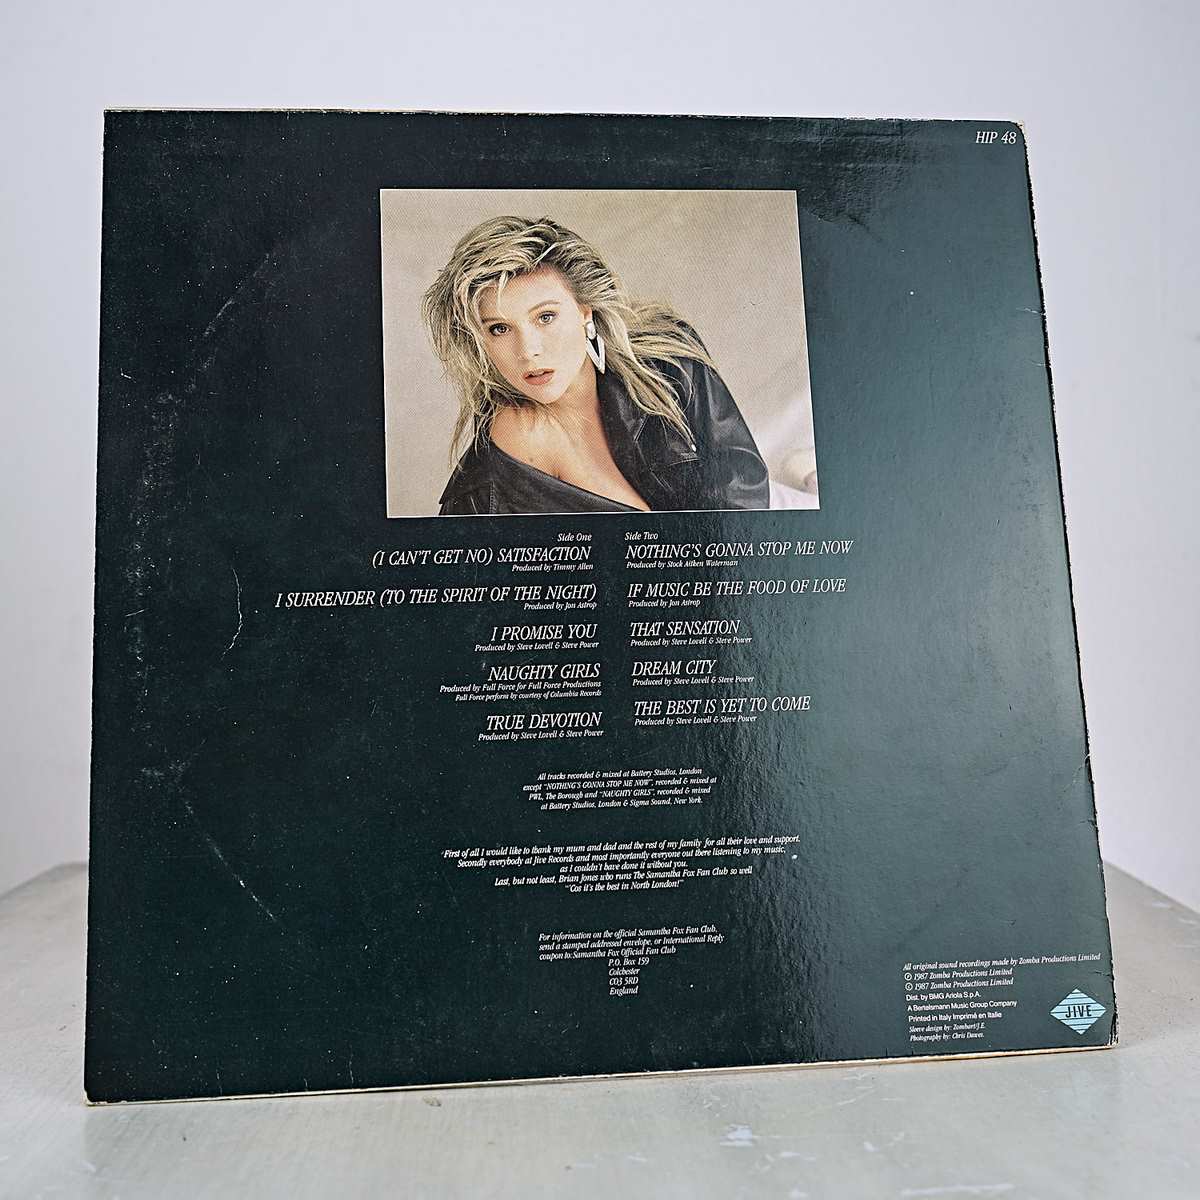 HIP 48
Side One
(I CAN'T GET NO) SATISFACTION
Produced by Timmy Allen
I SURRENDER (TO THE SPIRIT OF THE NIGHT)
Produced by Jon Astrop
I PROMISE YOU
Produced by Steve Lovell & Steve Power
NAUGHTY GIRLS
Produced by Full Force for Full Force Productions
Full Force perform by courtesy of Columbia Records
TRUE DEVOTION
Produced by Steve Lovell & Steve Power
Side Two
NOTHING'S GONNA STOP ME NOW
Produced by Stock Aitken Waterman
IF MUSIC BE THE FOOD OF LOVE
Produced by Jon Astrop
THAT SENSATION
Produced by Steve Lovell & Steve Power
DREAM CITY
Produced by Steve Lovell & Steve Power
THE BEST IS YET TO COME
Produced by Steve Lovell & Steve Power
All tracks recorded & mixed at Battery Studios, London
except "NOTHING'S GONNA STOP ME NOW", recorded & mixed at
PWL, The Borough and "NAUGHTY GIRLS", recorded & mixed
at Battery Studios, London & Sigma Sound, New York.
'First of all I would like to thank my mum and dad and the rest of my family for all their love and support.
Secondly everybody at Jive Records and most importantly everyone out there listening to my music,
as I couldn't have done it without you.
Last, but not least, Brian Jones who runs The Samantha Fox Fan Club so well
"'Cos it's the best in North London!"
For information on the official Samantha Fox Fan Club,
send a stamped addressed envelope, or International Reply
coupon to: Samantha Fox Official Fan Club
P.O. Box 159
Colchester
CO3 5RD
England
All original sound recordings made by Zomba Productions Limited
℗ 1987 Zomba Productions Limited
© 1987 Zomba Productions Limited
Dist. by BMG Ariola S.p.A.
A Bertelsmann Music Group Company
Printed in Italy Imprimé en Italie
Sleeve design by: Zombart/J.E.
Photography by: Chris Dawes.
JIVE